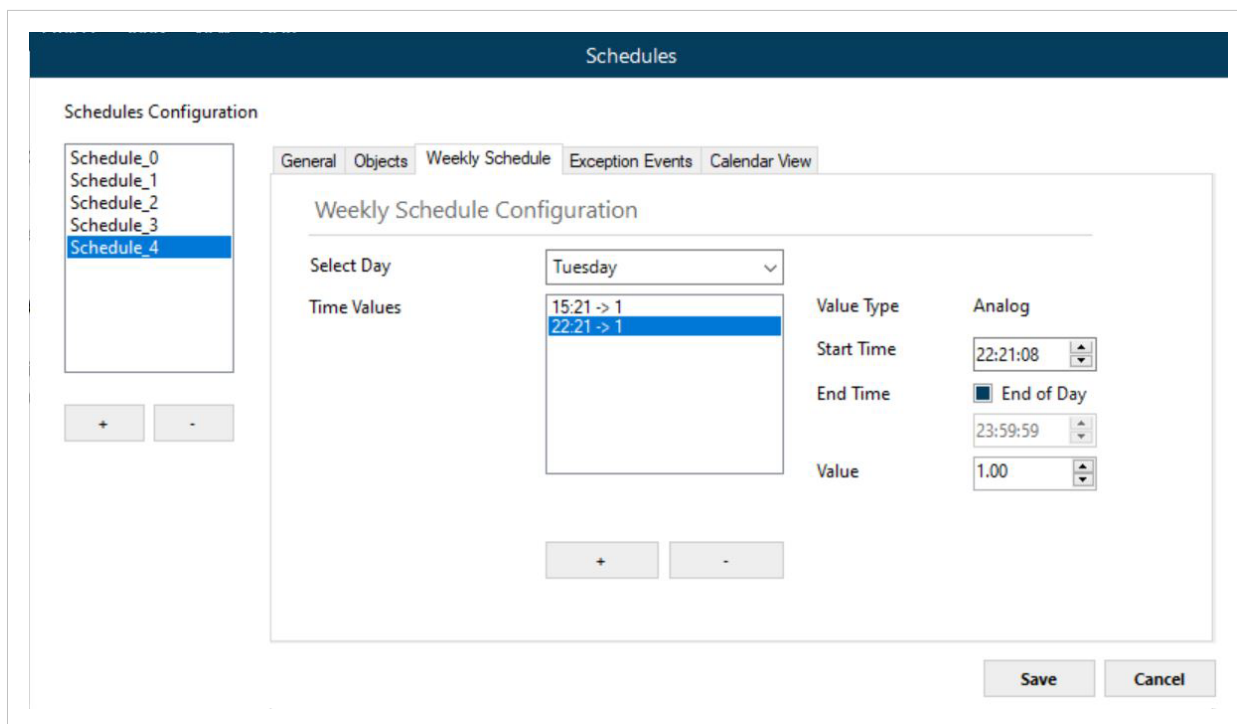 Schedules
Schedules Configuration
Schedule_0
Schedule_1
Schedule_2
Schedule_3
Schedule_4
+ -
General Objects Weekly Schedule Exception Events Calendar View
Weekly Schedule Configuration
Select Day Tuesday
Time Values
15:21 -> 1
22:21 -> 1
+ -
Value Type Analog
Start Time 22:21:08
End Time End of Day
23:59:59
Value 1.00
Save Cancel